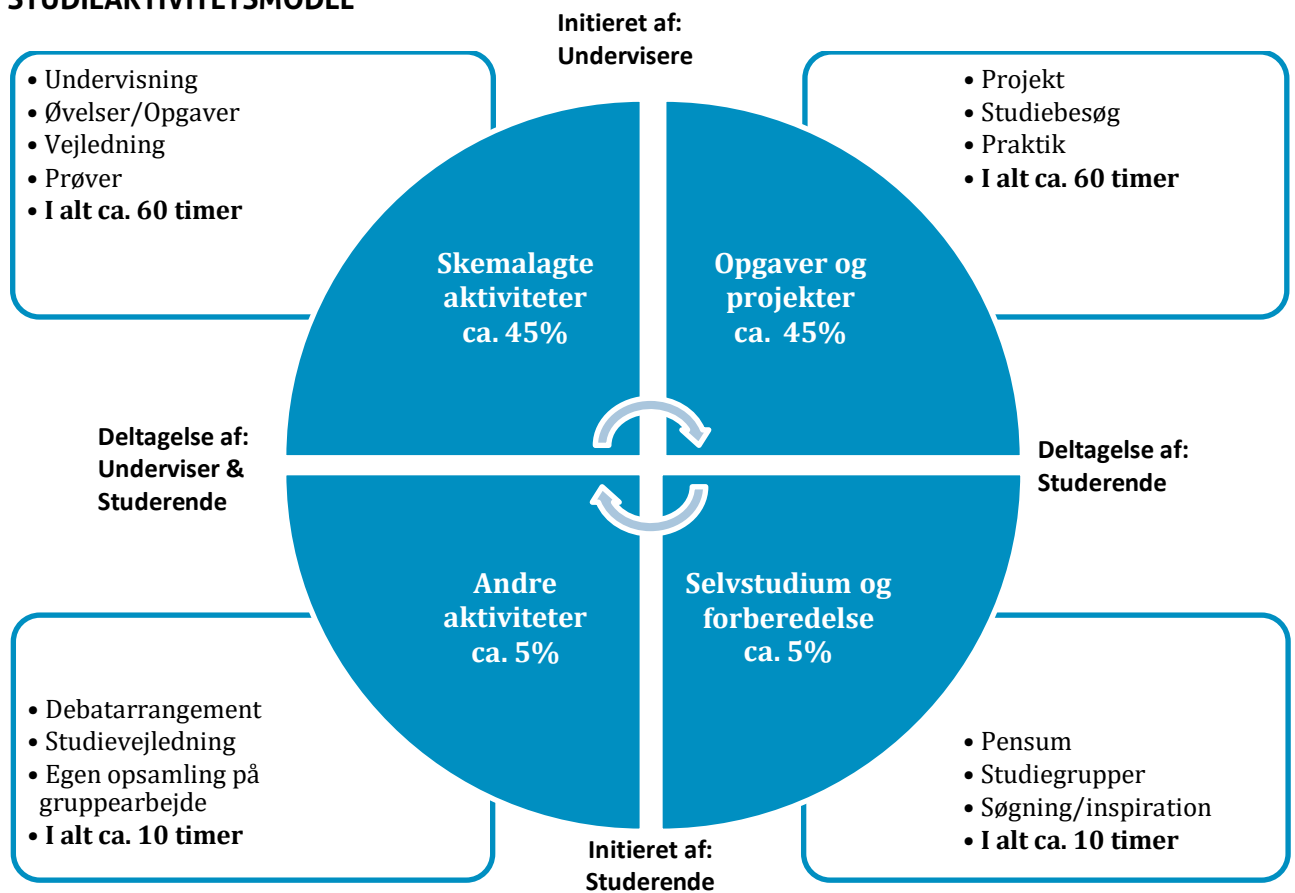 STUDIEAKTIVITETSMODEL
Initieret af:
Undervisere
• Undervisning
• Øvelser/Opgaver
• Vejledning
• Prøver
• I alt ca. 60 timer
• Projekt
• Studiebesøg
• Praktik
• I alt ca. 60 timer
Skemalagte
aktiviteter
ca. 45%
Opgaver og
projekter
ca. 45%
Deltagelse af:
Underviser &
Studerende
Deltagelse af:
Studerende
Andre
aktiviteter
ca. 5%
Selvstudium og
forberedelse
ca. 5%
• Debatarrangement
• Studievejledning
• Egen opsamling på
gruppearbejde
• I alt ca. 10 timer
• Pensum
• Studiegrupper
• Søgning/inspiration
• I alt ca. 10 timer
Initieret af:
Studerende